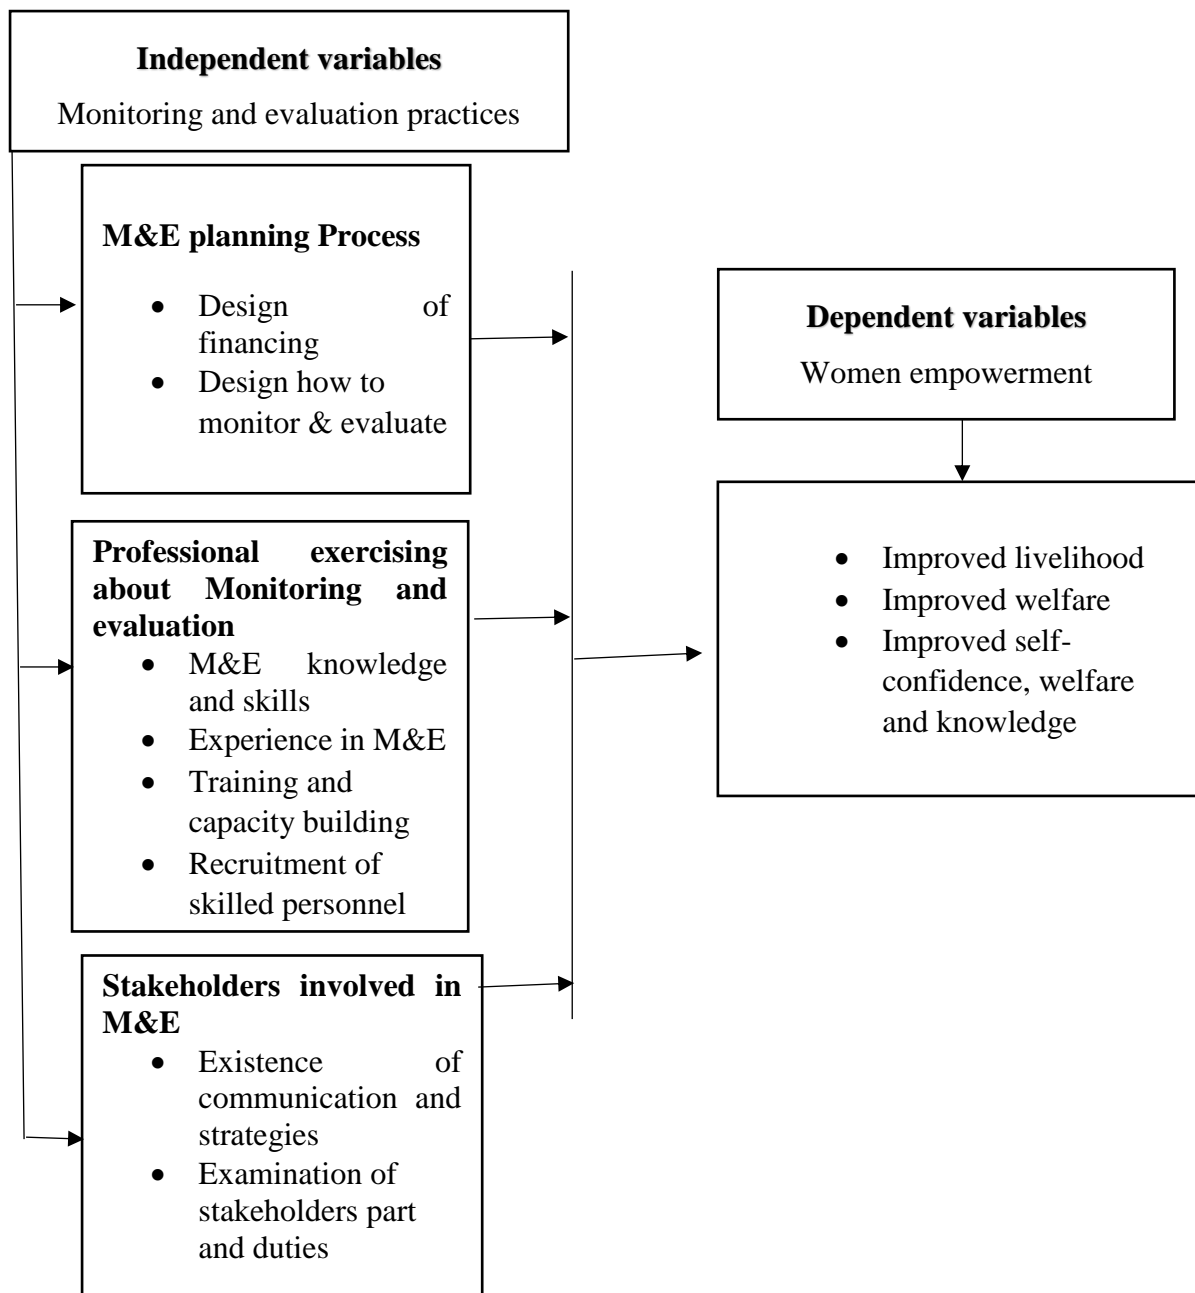 Independent variables
Monitoring and evaluation practices
M&E planning Process
• Design of
financing
• Design how to
monitor & evaluate
Professional exercising
about Monitoring and
evaluation
• M&E knowledge
and skills
• Experience in M&E
• Training and
capacity building
• Recruitment of
skilled personnel
Stakeholders involved in
M&E
• Existence of
communication and
strategies
• Examination of
stakeholders part
and duties
Dependent variables
Women empowerment
• Improved livelihood
• Improved welfare
• Improved self-
confidence, welfare
and knowledge